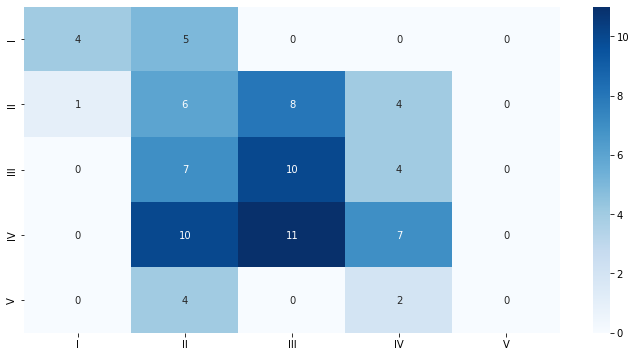 I 4 5 0 0 0
II 1 6 8 4 0
III 0 7 10 4 0
IV 0 10 11 7 0
V 0 4 0 2 0
I II III IV V
10
8
6
4
2
0